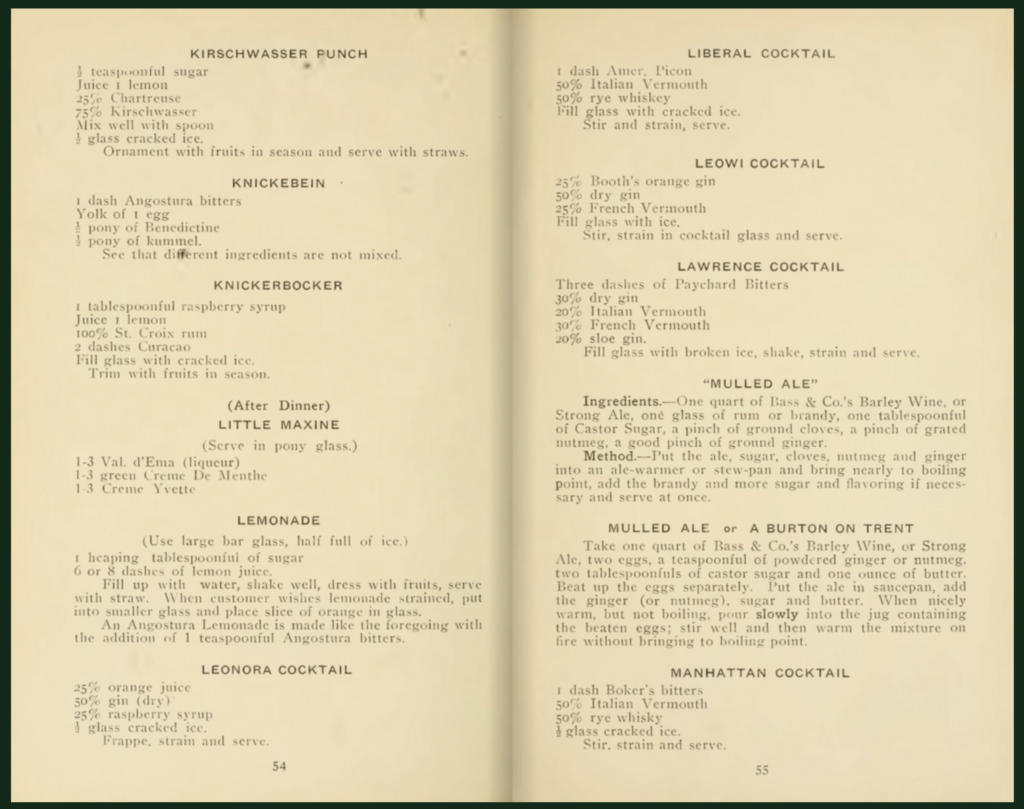 KIRSCHWASSER PUNCH
½ teaspoonful sugar
Juice 1 lemon
25% Chartreuse
75% Kirschwasser
Mix well with spoon
½ glass cracked ice.
Ornament with fruits in season and serve with straws.
KNICKEBEIN
1 dash Angostura bitters
Yolk of 1 egg
½ pony of Benedictine
½ pony of kummel.
See that different ingredients are not mixed.
KNICKERBOCKER
1 tablespoonful raspberry syrup
Juice 1 lemon
100% St. Croix rum
2 dashes Curacao
Fill glass with cracked ice.
Trim with fruits in season.
(After Dinner)
LITTLE MAXINE
(Serve in pony glass.)
1-3 Val. d'Ema (liqueur)
1-3 green Creme De Menthe
1-3 Creme Yvette
LEMONADE
(Use large bar glass, half full of ice.)
1 heaping tablespoonful of sugar
6 or 8 dashes of lemon juice.
Fill up with water, shake well, dress with fruits, serve
with straw. When customer wishes lemonade strained, put
into smaller glass and place slice of orange in glass.
An Angostura Lemonade is made like the foregoing with
the addition of 1 teaspoonful Angostura bitters.
LEONORA COCKTAIL
25% orange juice
50% gin (dry)
25% raspberry syrup
½ glass cracked ice.
Frappe, strain and serve.
54
LIBERAL COCKTAIL
1 dash Amer. Picon
50% Italian Vermouth
50% rye whiskey
Fill glass with cracked ice.
Stir and strain, serve.
LEOWI COCKTAIL
25% Booth's orange gin
50% dry gin
25% French Vermouth
Fill glass with ice.
Stir, strain in cocktail glass and serve.
LAWRENCE COCKTAIL
Three dashes of Paychard Bitters
30% dry gin
20% Italian Vermouth
30% French Vermouth
20% sloe gin.
Fill glass with broken ice, shake, strain and serve.
"MULLED ALE"
Ingredients.—One quart of Bass & Co.'s Barley Wine, or
Strong Ale, one glass of rum or brandy, one tablespoonful
of Castor Sugar, a pinch of ground cloves, a pinch of grated
nutmeg, a good pinch of ground ginger.
Method.—Put the ale, sugar, cloves, nutmeg and ginger
into an ale-warmer or stew-pan and bring nearly to boiling
point, add the brandy and more sugar and flavoring if neces-
sary and serve at once.
MULLED ALE or A BURTON ON TRENT
Take one quart of Bass & Co.'s Barley Wine, or Strong
Ale, two eggs, a teaspoonful of powdered ginger or nutmeg,
two tablespoonfuls of castor sugar and one ounce of butter.
Beat up the eggs separately. Put the ale in saucepan, add
the ginger (or nutmeg), sugar and butter. When nicely
warm, but not boiling, pour slowly into the jug containing
the beaten eggs; stir well and then warm the mixture on
fire without bringing to boiling point.
MANHATTAN COCKTAIL
1 dash Boker's bitters
50% Italian Vermouth
50% rye whisky
½ glass cracked ice.
Stir, strain and serve.
55